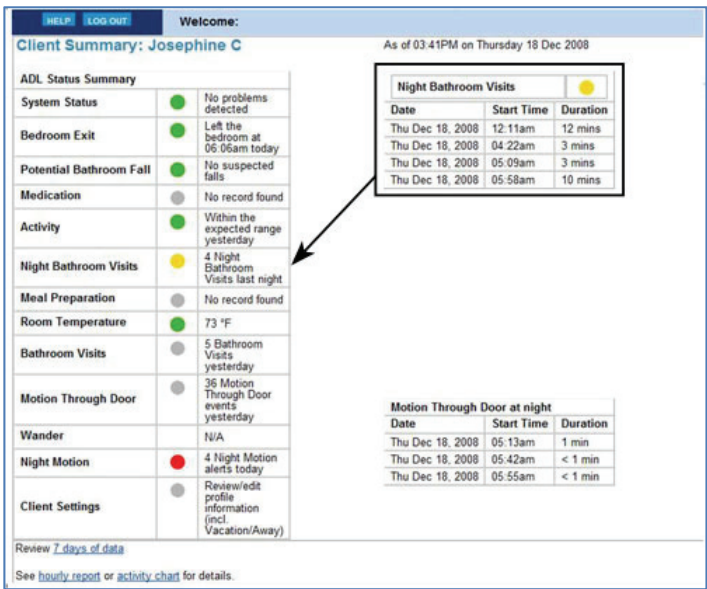 HELP LOG OUT Welcome:
Client Summary: Josephine C
As of 03:41PM on Thursday 18 Dec 2008
ADL Status Summary
System Status No problems
detected
Bedroom Exit Left the
bedroom at
06:06am today
Potential Bathroom Fall No suspected
falls
Medication No record found
Activity Within the
expected range
yesterday
Night Bathroom Visits 4 Night
Bathroom
Visits last night
Meal Preparation No record found
Room Temperature 73 °F
Bathroom Visits 5 Bathroom
Visits
yesterday
Motion Through Door 36 Motion
Through Door
events
yesterday
Wander N/A
Night Motion 4 Night Motion
alerts today
Client Settings Review/edit
profile
information
(incl.
Vacation/Away)
Night Bathroom Visits
Date Start Time Duration
Thu Dec 18, 2008 12:11am 12 mins
Thu Dec 18, 2008 04:22am 3 mins
Thu Dec 18, 2008 05:09am 3 mins
Thu Dec 18, 2008 05:58am 10 mins
Motion Through Door at night
Date Start Time Duration
Thu Dec 18, 2008 05:13am 1 min
Thu Dec 18, 2008 05:42am < 1 min
Thu Dec 18, 2008 05:55am < 1 min
Review 7 days of data
See hourly report or activity chart for details.